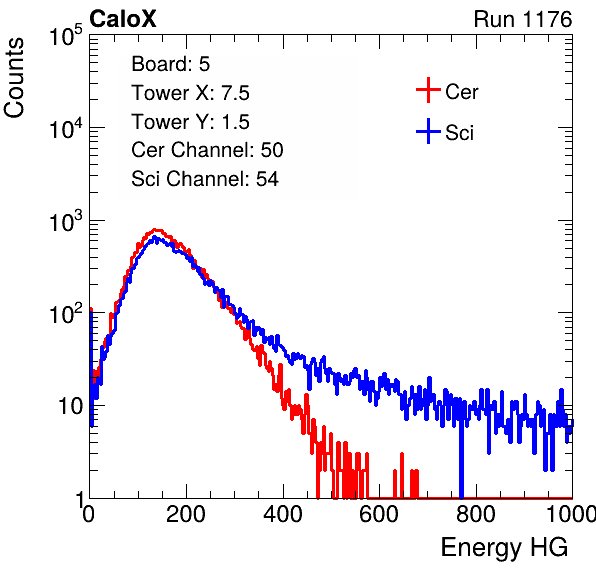 CaloX Run 1176
Counts
10^5
10^4
10^3
10^2
10
1
Board: 5
Tower X: 7.5
Tower Y: 1.5
Cer Channel: 50
Sci Channel: 54
Cer
Sci
0 200 400 600 800 1000
Energy HG